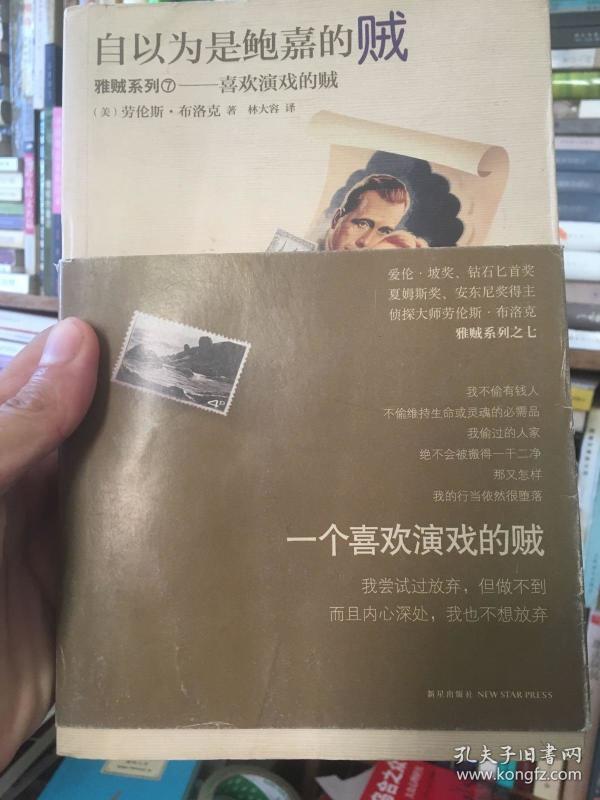 自以为是鲍嘉的贼
雅贼系列⑦——喜欢演戏的贼
（美）劳伦斯·布洛克 著 林大容 译
爱伦·坡奖、钻石匕首奖
夏姆斯奖、安东尼奖得主
侦探大师劳伦斯·布洛克
雅贼系列之七
4D
我不偷有钱人
不偷维持生命或灵魂的必需品
我偷过的人家
绝不会被搬得一干二净
那又怎样
我的行当依然很堕落
一个喜欢演戏的贼
我尝试过放弃，但做不到
而且内心深处，我也不想放弃
新星出版社 NEW STAR PRESS
乌合之众
孔夫子旧书网
www.kongfz.com